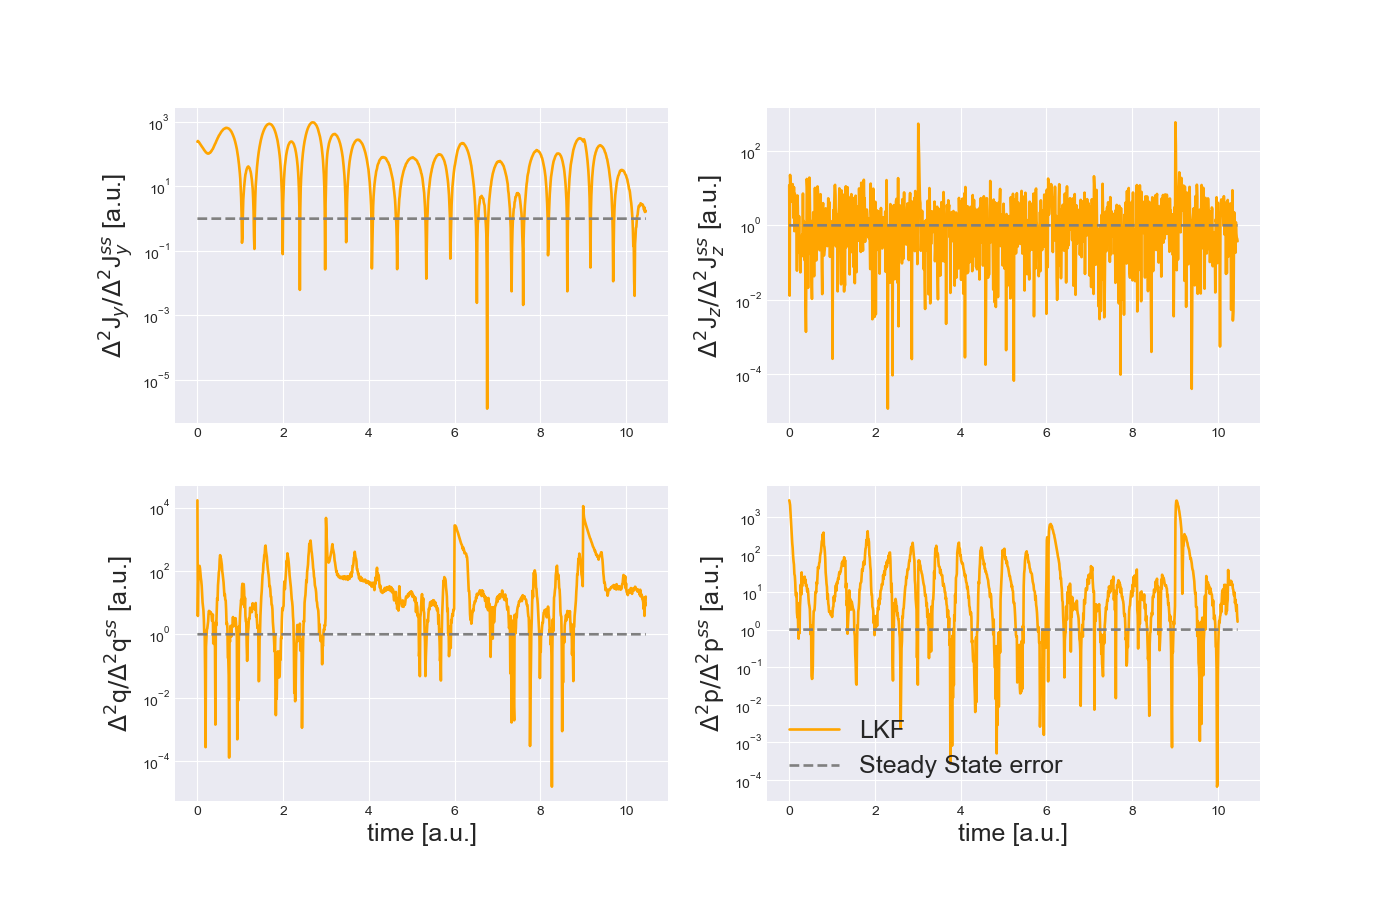 Δ²J_y/Δ²J_y^ss [a.u.]
10³
10¹
10⁻¹
10⁻³
10⁻⁵
0 2 4 6 8 10
Δ²J_z/Δ²J_z^ss [a.u.]
10²
10⁰
10⁻²
10⁻⁴
0 2 4 6 8 10
Δ²q/Δ²q^ss [a.u.]
10⁴
10²
10⁰
10⁻²
10⁻⁴
0 2 4 6 8 10
time [a.u.]
Δ²p/Δ²p^ss [a.u.]
10³
10²
10¹
10⁰
10⁻¹
10⁻²
10⁻³
10⁻⁴
LKF
Steady State error
0 2 4 6 8 10
time [a.u.]